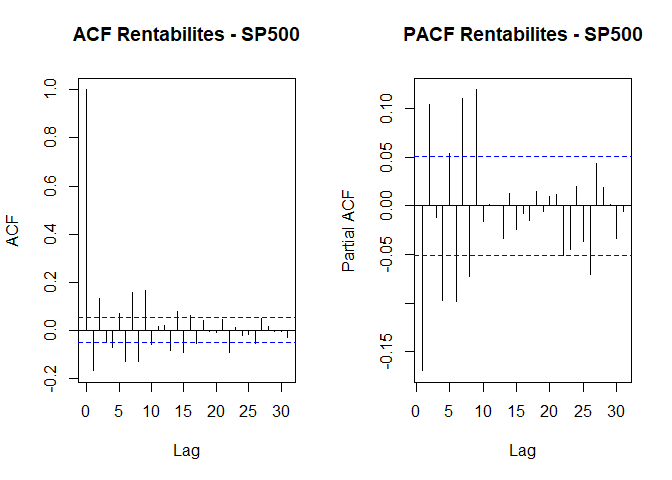 ACF Rentabilites - SP500
ACF
-0.2
0.0
0.2
0.4
0.6
0.8
1.0
0 5 10 15 20 25 30
Lag
PACF Rentabilites - SP500
Partial ACF
-0.15
-0.05
0.00
0.05
0.10
0 5 10 15 20 25 30
Lag